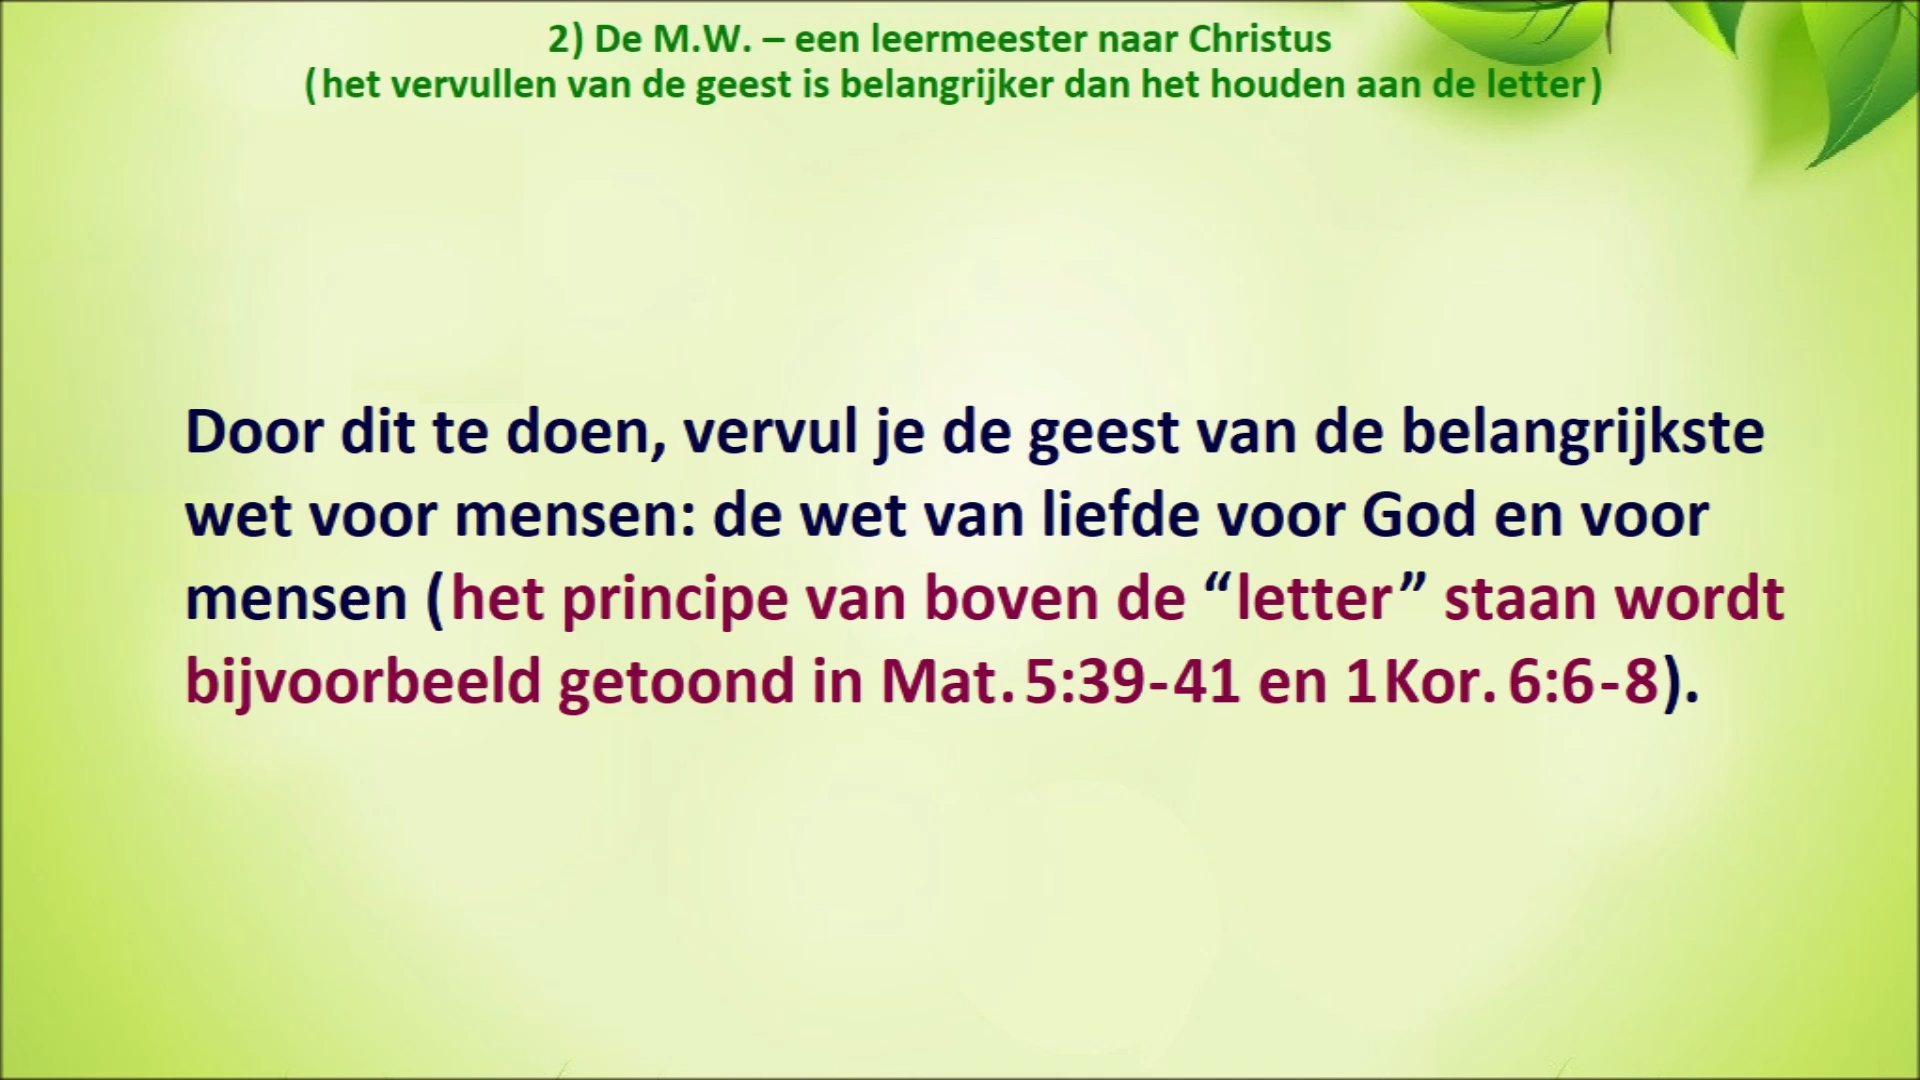 2) De M.W. – een leermeester naar Christus
(het vervullen van de geest is belangrijker dan het houden aan de letter)
Door dit te doen, vervul je de geest van de belangrijkste
wet voor mensen: de wet van liefde voor God en voor
mensen (het principe van boven de “letter” staan wordt
bijvoorbeeld getoond in Mat. 5:39-41 en 1Kor. 6:6-8).